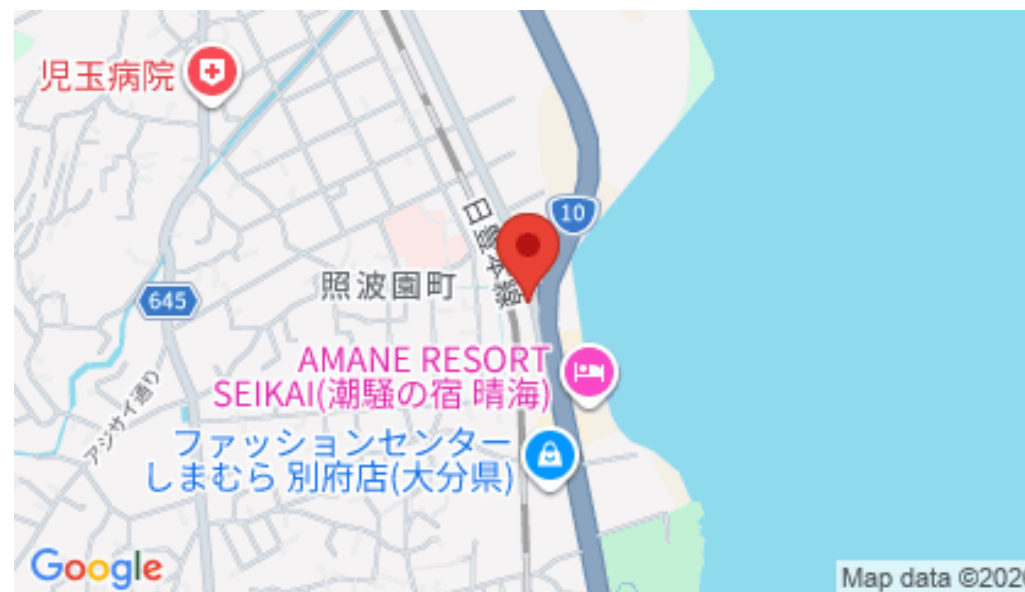 児玉病院
10
日豊本線
照波園町
645
AMANE RESORT
SEIKAI(潮騒の宿 晴海)
アジサイ通り
ファッションセンター
しまむら 別府店(大分県)
Google
Map data ©202